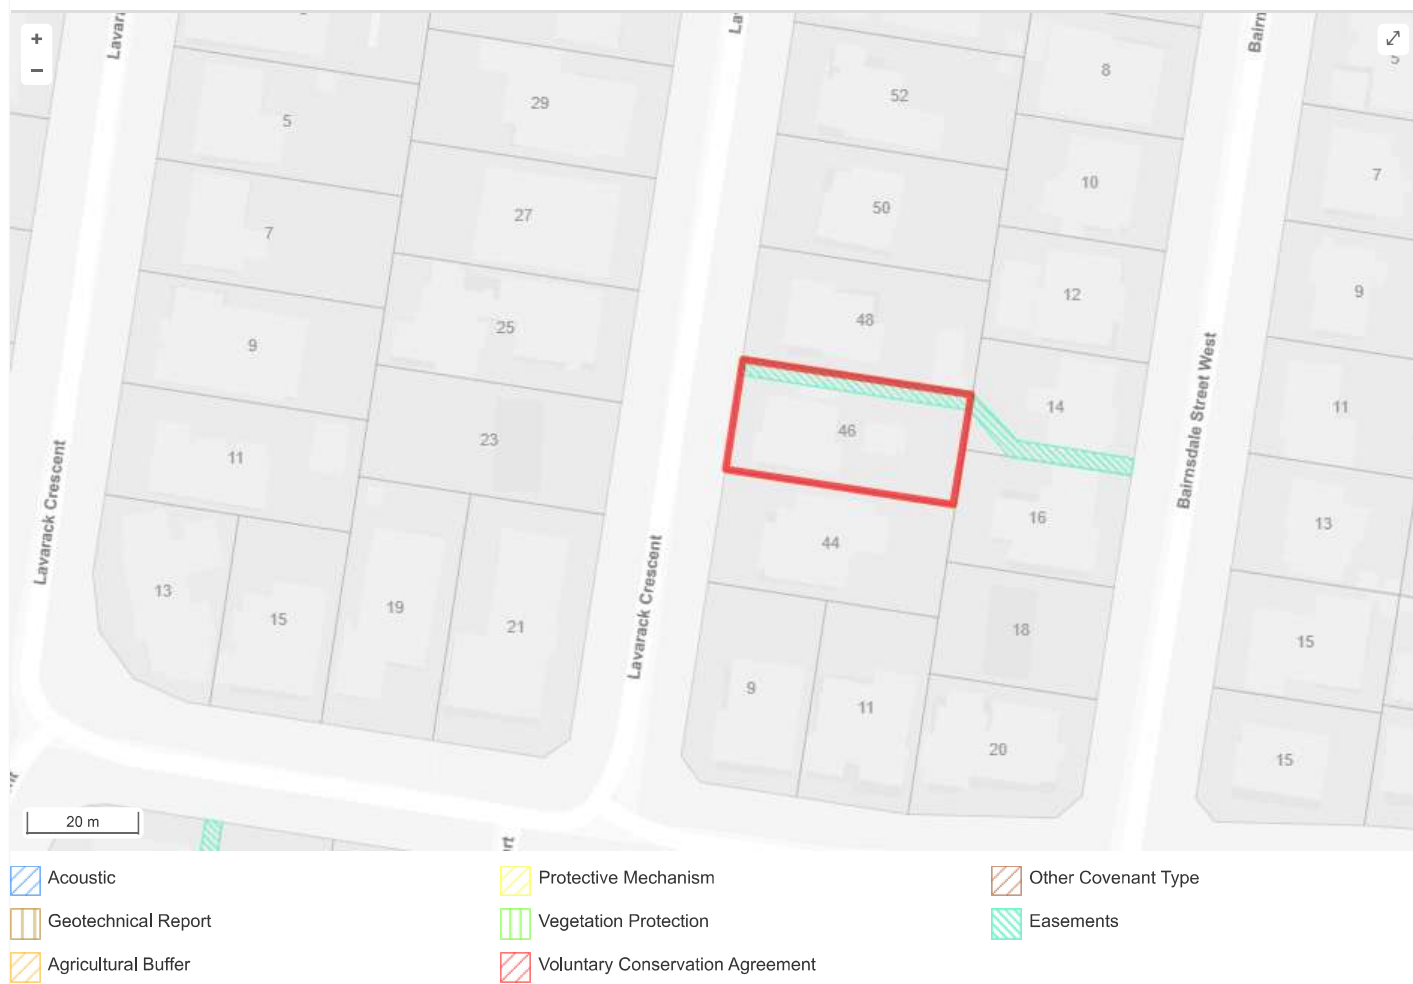 +
−
5
29
52
8
5
7
27
50
10
7
9
25
48
12
9
11
23
46
14
11
Lavarack Crescent
Lavarack Crescent
Bairnsdale Street West
13
15
19
21
44
16
13
9
11
18
15
20
15
20 m
Acoustic
Protective Mechanism
Other Covenant Type
Geotechnical Report
Vegetation Protection
Easements
Agricultural Buffer
Voluntary Conservation Agreement